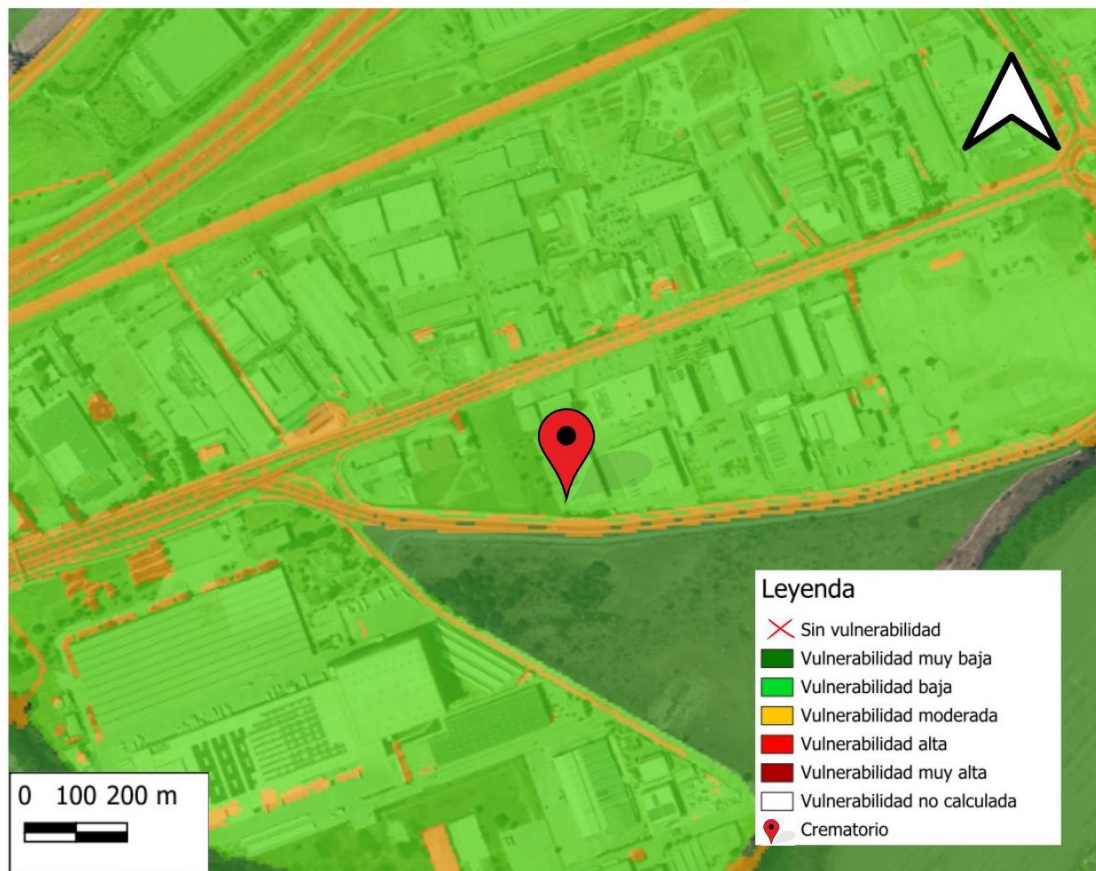 Leyenda
Sin vulnerabilidad
Vulnerabilidad muy baja
Vulnerabilidad baja
Vulnerabilidad moderada
Vulnerabilidad alta
Vulnerabilidad muy alta
Vulnerabilidad no calculada
Crematorio
0 100 200 m